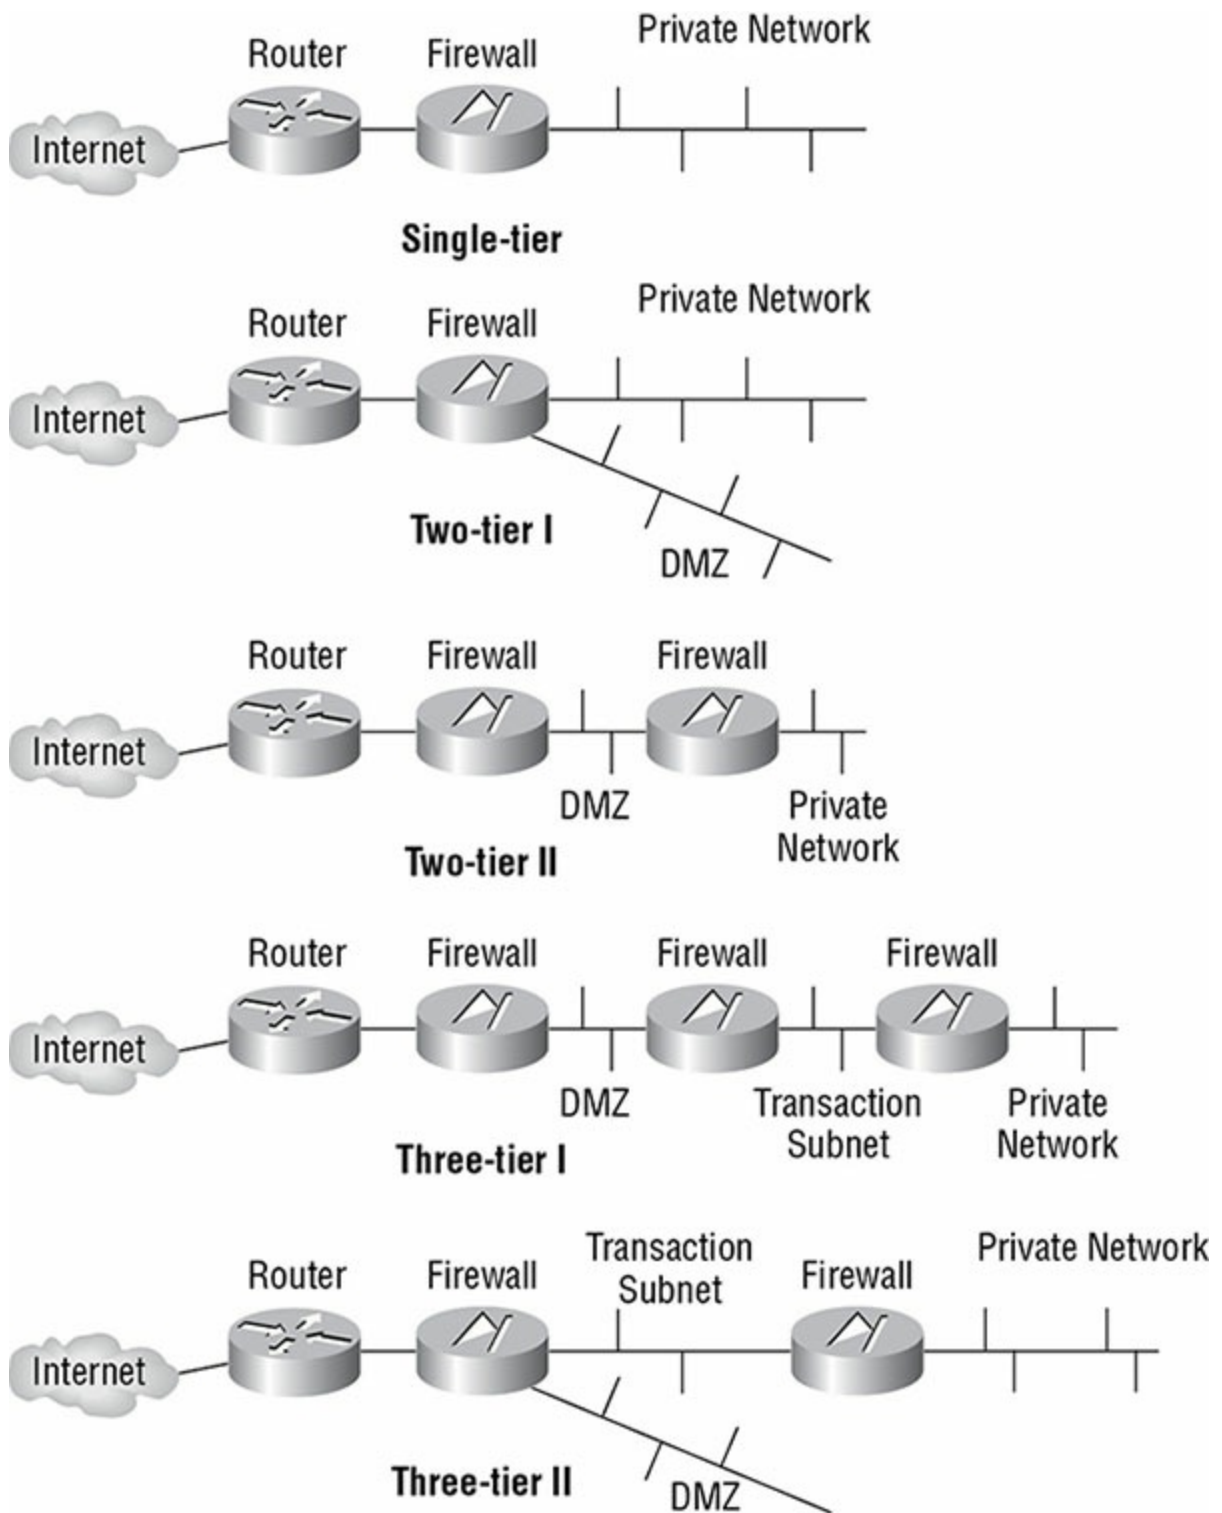 Private Network
Router
Firewall
Internet
Single-tier
Private Network
Router
Firewall
Internet
Two-tier I
DMZ
Router
Firewall
Firewall
Internet
DMZ
Private
Network
Two-tier II
Router
Firewall
Firewall
Firewall
Internet
DMZ
Transaction
Subnet
Private
Network
Three-tier I
Router
Firewall
Transaction
Subnet
Firewall
Private Network
Internet
Three-tier II
DMZ